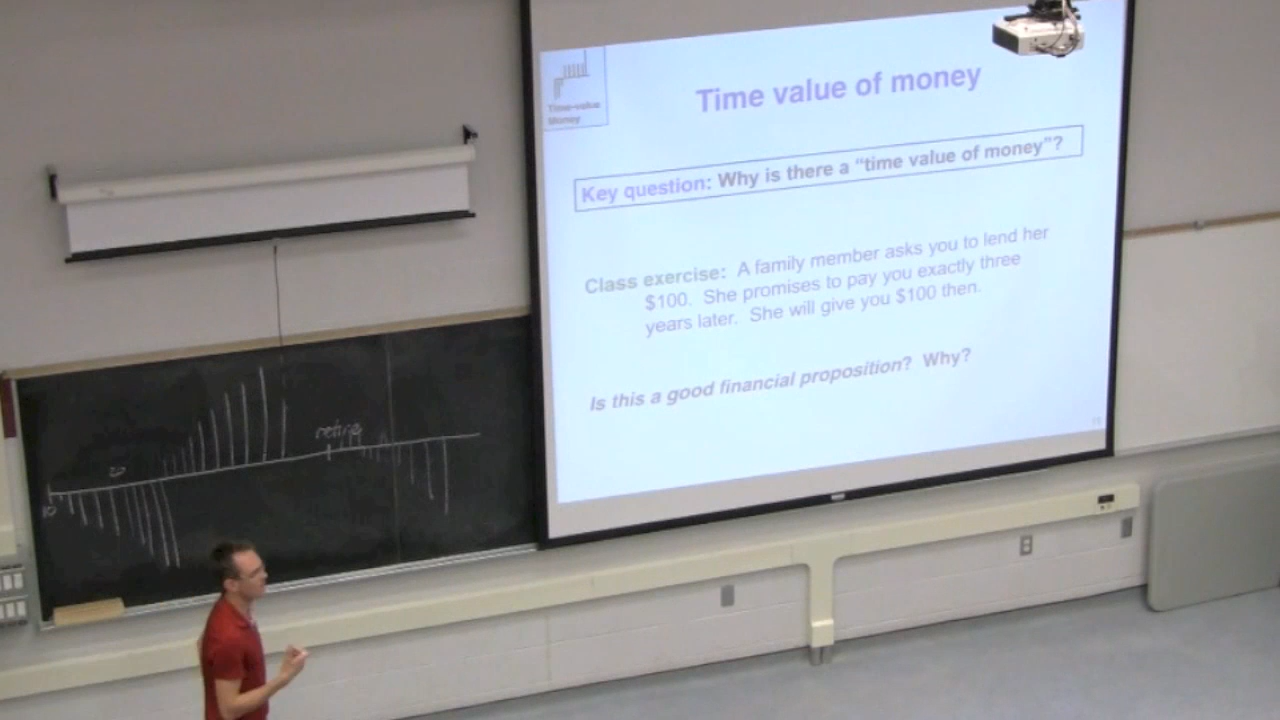 Time-value
Money
Time value of money
Key question: Why is there a “time value of money”?
Class exercise: A family member asks you to lend her
$100. She promises to pay you exactly three
years later. She will give you $100 then.
Is this a good financial proposition? Why?
retire
20
10